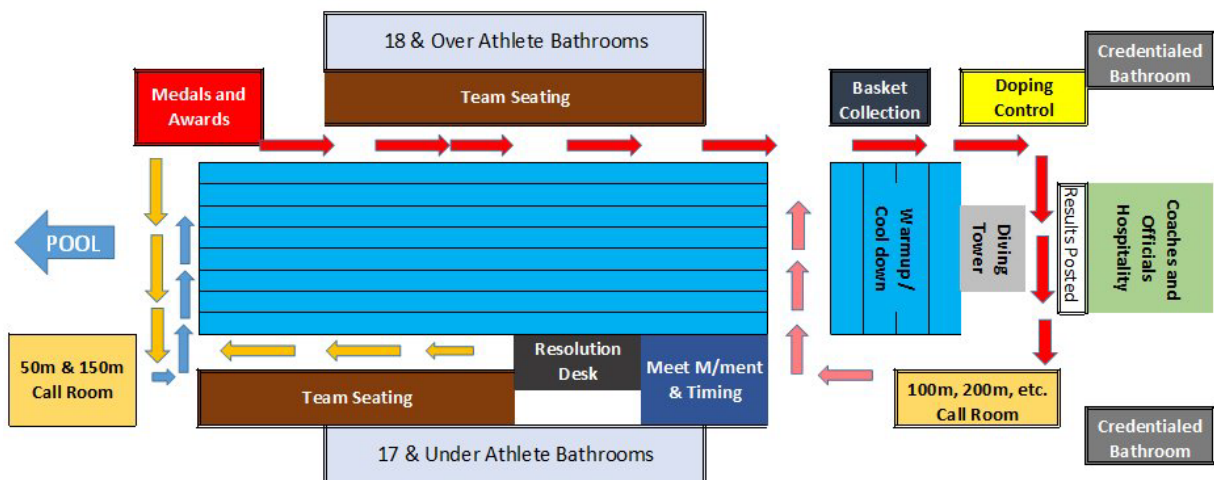 18 & Over Athlete Bathrooms
Credentialed
Bathroom
Medals and
Awards
Team Seating
Basket
Collection
Doping
Control
POOL
Warmup /
Cool down
Diving
Tower
Results Posted
Coaches and
Officials
Hospitality
50m & 150m
Call Room
Resolution
Desk
Meet M/ment
& Timing
Team Seating
100m, 200m, etc.
Call Room
17 & Under Athlete Bathrooms
Credentialed
Bathroom